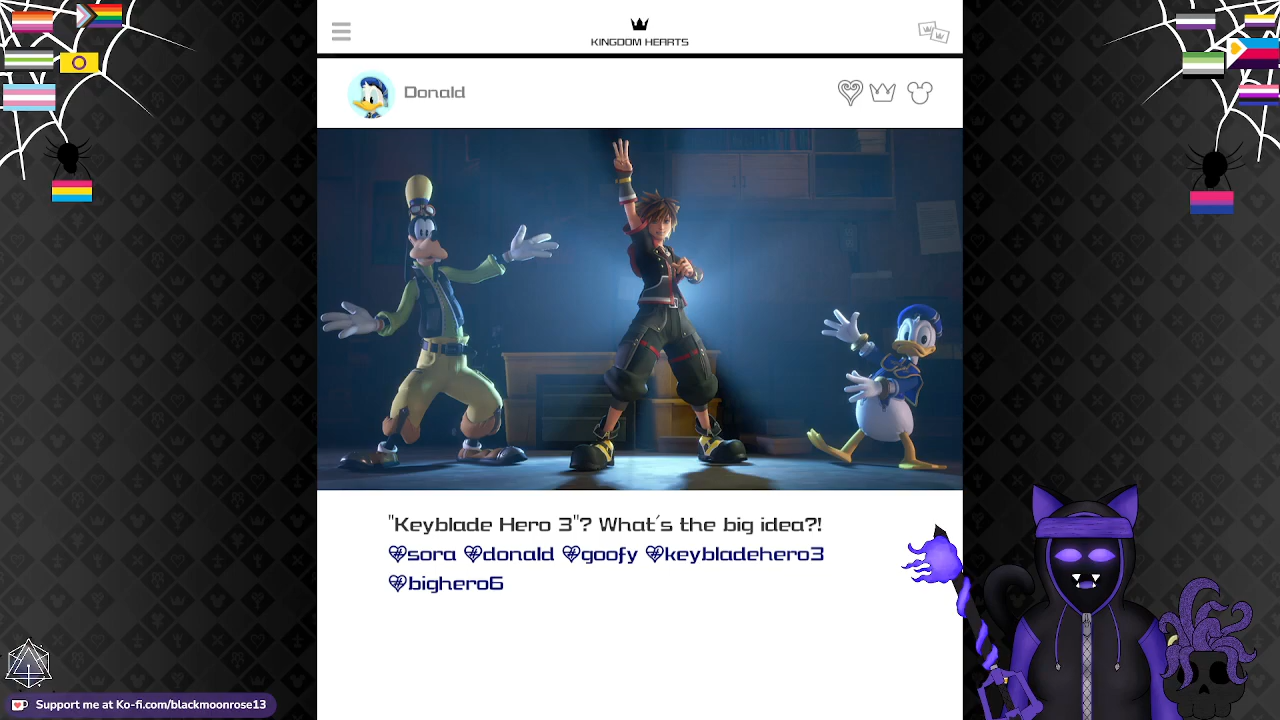 KINGDOM HEARTS
Donald
"Keyblade Hero 3"? What's the big idea?!
sora donald goofy keybladehero3
bighero6
Support me at Ko-fi.com/blackmoonrose13